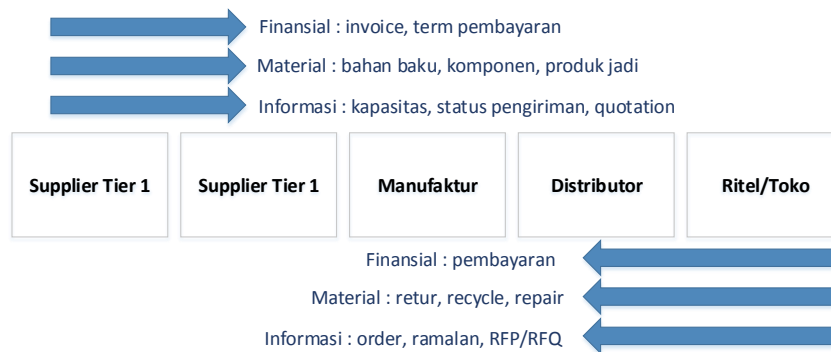 Finansial : invoice, term pembayaran
Material : bahan baku, komponen, produk jadi
Informasi : kapasitas, status pengiriman, quotation
Supplier Tier 1
Supplier Tier 1
Manufaktur
Distributor
Ritel/Toko
Finansial : pembayaran
Material : retur, recycle, repair
Informasi : order, ramalan, RFP/RFQ